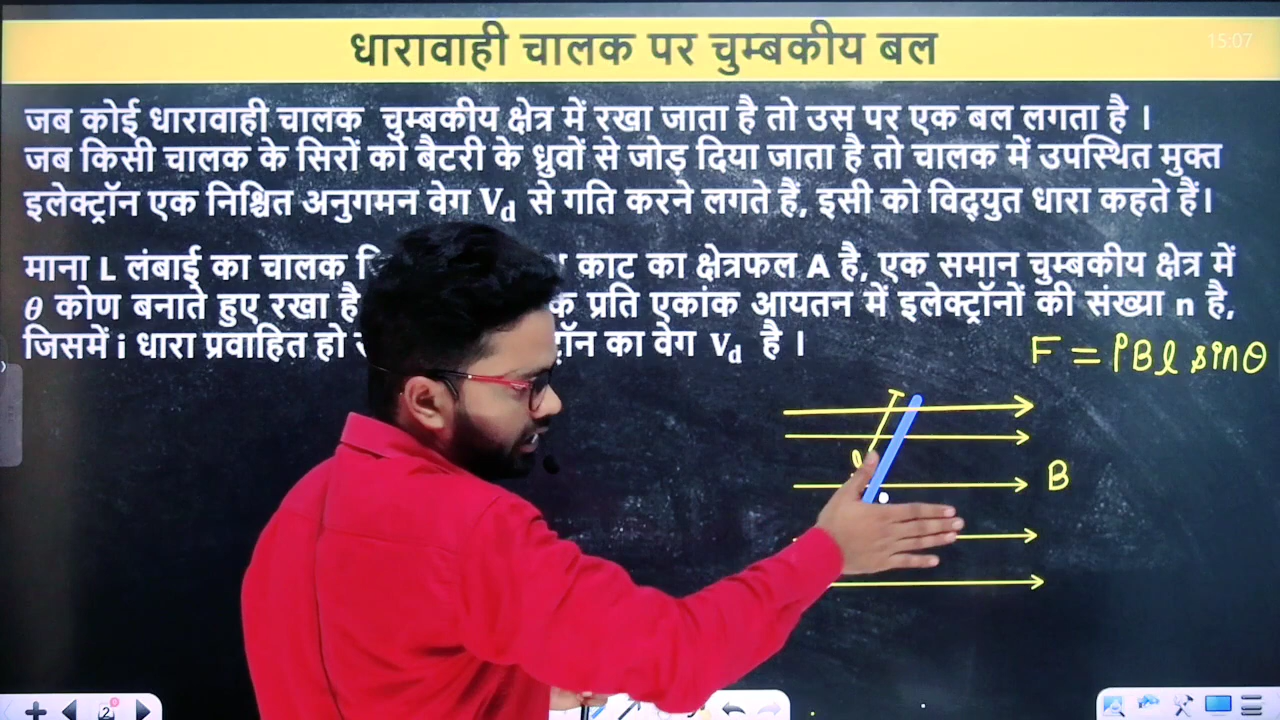 धारावाही चालक पर चुम्बकीय बल
15:07
जब कोई धारावाही चालक चुम्बकीय क्षेत्र में रखा जाता है तो उस पर एक बल लगता है ।
जब किसी चालक के सिरों को बैटरी के ध्रुवों से जोड़ दिया जाता है तो चालक में उपस्थित मुक्त
इलेक्ट्रॉन एक निश्चित अनुगमन वेग Vd से गति करने लगते हैं, इसी को विद्युत धारा कहते हैं।
माना L लंबाई का चालक काट का क्षेत्रफल A है, एक समान चुम्बकीय क्षेत्र में
θ कोण बनाते हुए रखा है प्रति एकांक आयतन में इलेक्ट्रॉनों की संख्या n है,
जिसमें i धारा प्रवाहित हो का वेग Vd है ।
F = iBl sinθ
l
B
2